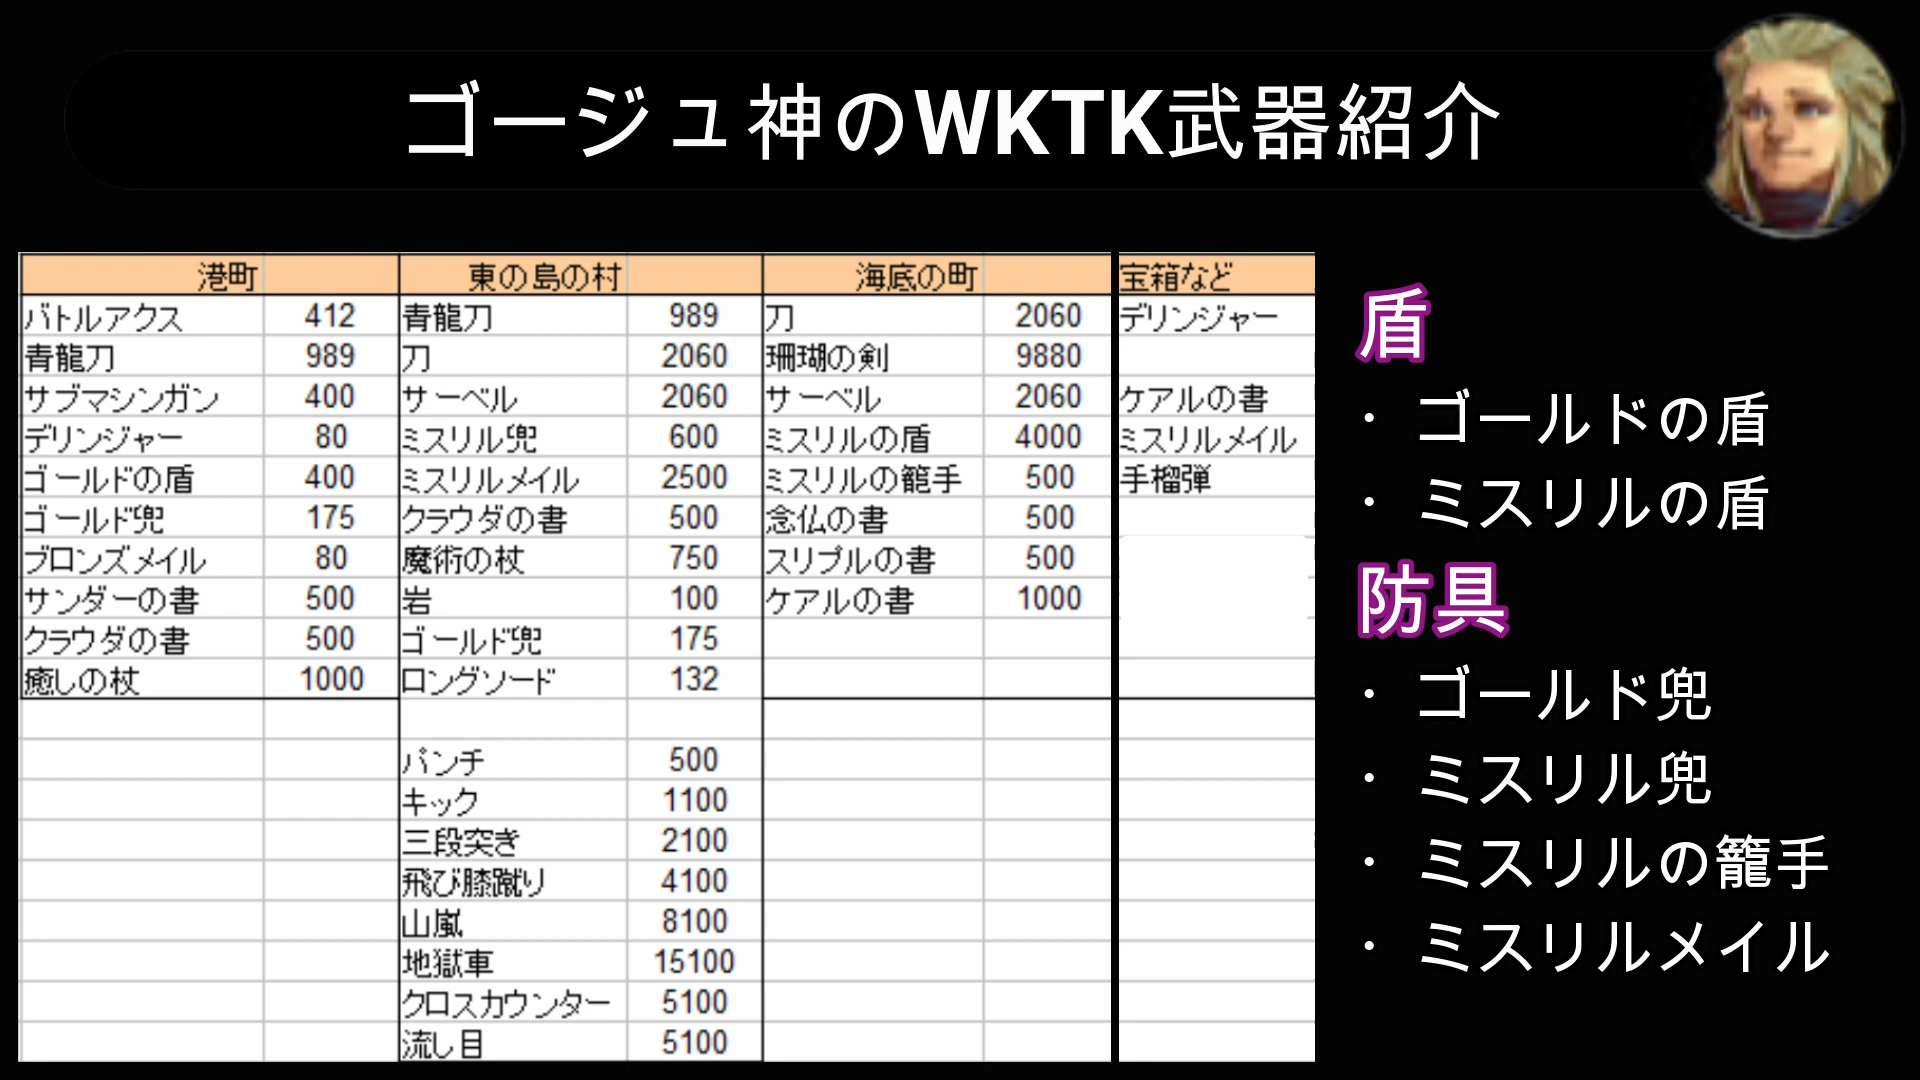 ゴージュ神のWKTK武器紹介
港町 東の島の村 海底の町 宝箱など
バトルアクス 412 青龍刀 989 刀 2060 デリンジャー
青龍刀 989 刀 2060 珊瑚の剣 9880
サブマシンガン 400 サーベル 2060 サーベル 2060 ケアルの書
デリンジャー 80 ミスリル兜 600 ミスリルの盾 4000 ミスリルメイル
ゴールドの盾 400 ミスリルメイル 2500 ミスリルの籠手 500 手榴弾
ゴールド兜 175 クラウダの書 500 念仏の書 500
ブロンズメイル 80 魔術の杖 750 スリプルの書 500
サンダーの書 500 岩 100 ケアルの書 1000
クラウダの書 500 ゴールド兜 175
癒しの杖 1000 ロングソード 132
パンチ 500
キック 1100
三段突き 2100
飛び膝蹴り 4100
山嵐 8100
地獄車 15100
クロスカウンター 5100
流し目 5100
盾
・ ゴールドの盾
・ ミスリルの盾
防具
・ ゴールド兜
・ ミスリル兜
・ ミスリルの籠手
・ ミスリルメイル